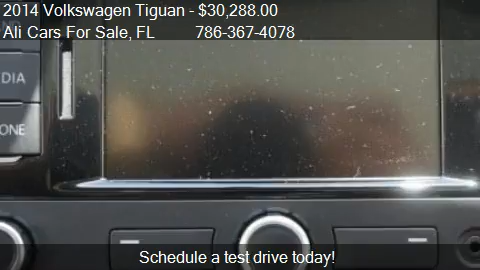 2014 Volkswagen Tiguan - $30,288.00
Ali Cars For Sale, FL 786-367-4078
DIA
ONE
Schedule a test drive today!